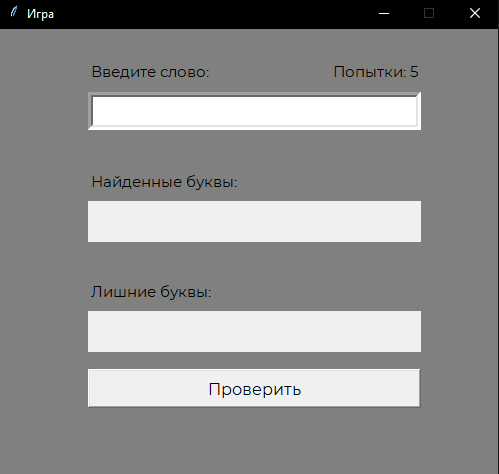 Игра
Введите слово: Попытки: 5
Найденные буквы:
Лишние буквы:
Проверить